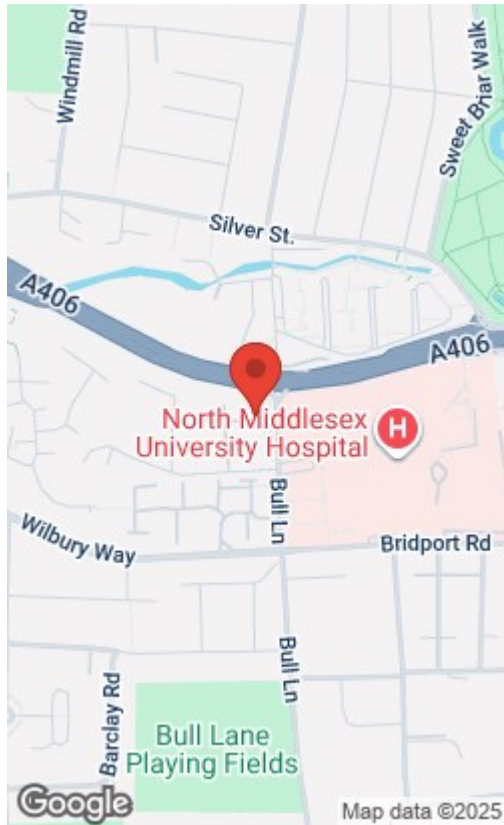 Windmill Rd
Sweet Briar Walk
Silver St.
A406
A406
North Middlesex
University Hospital
H
Bull Ln
Wilbury Way
Bridport Rd
Bull Ln
Barclay Rd
Bull Lane
Playing Fields
Google
Map data ©2025